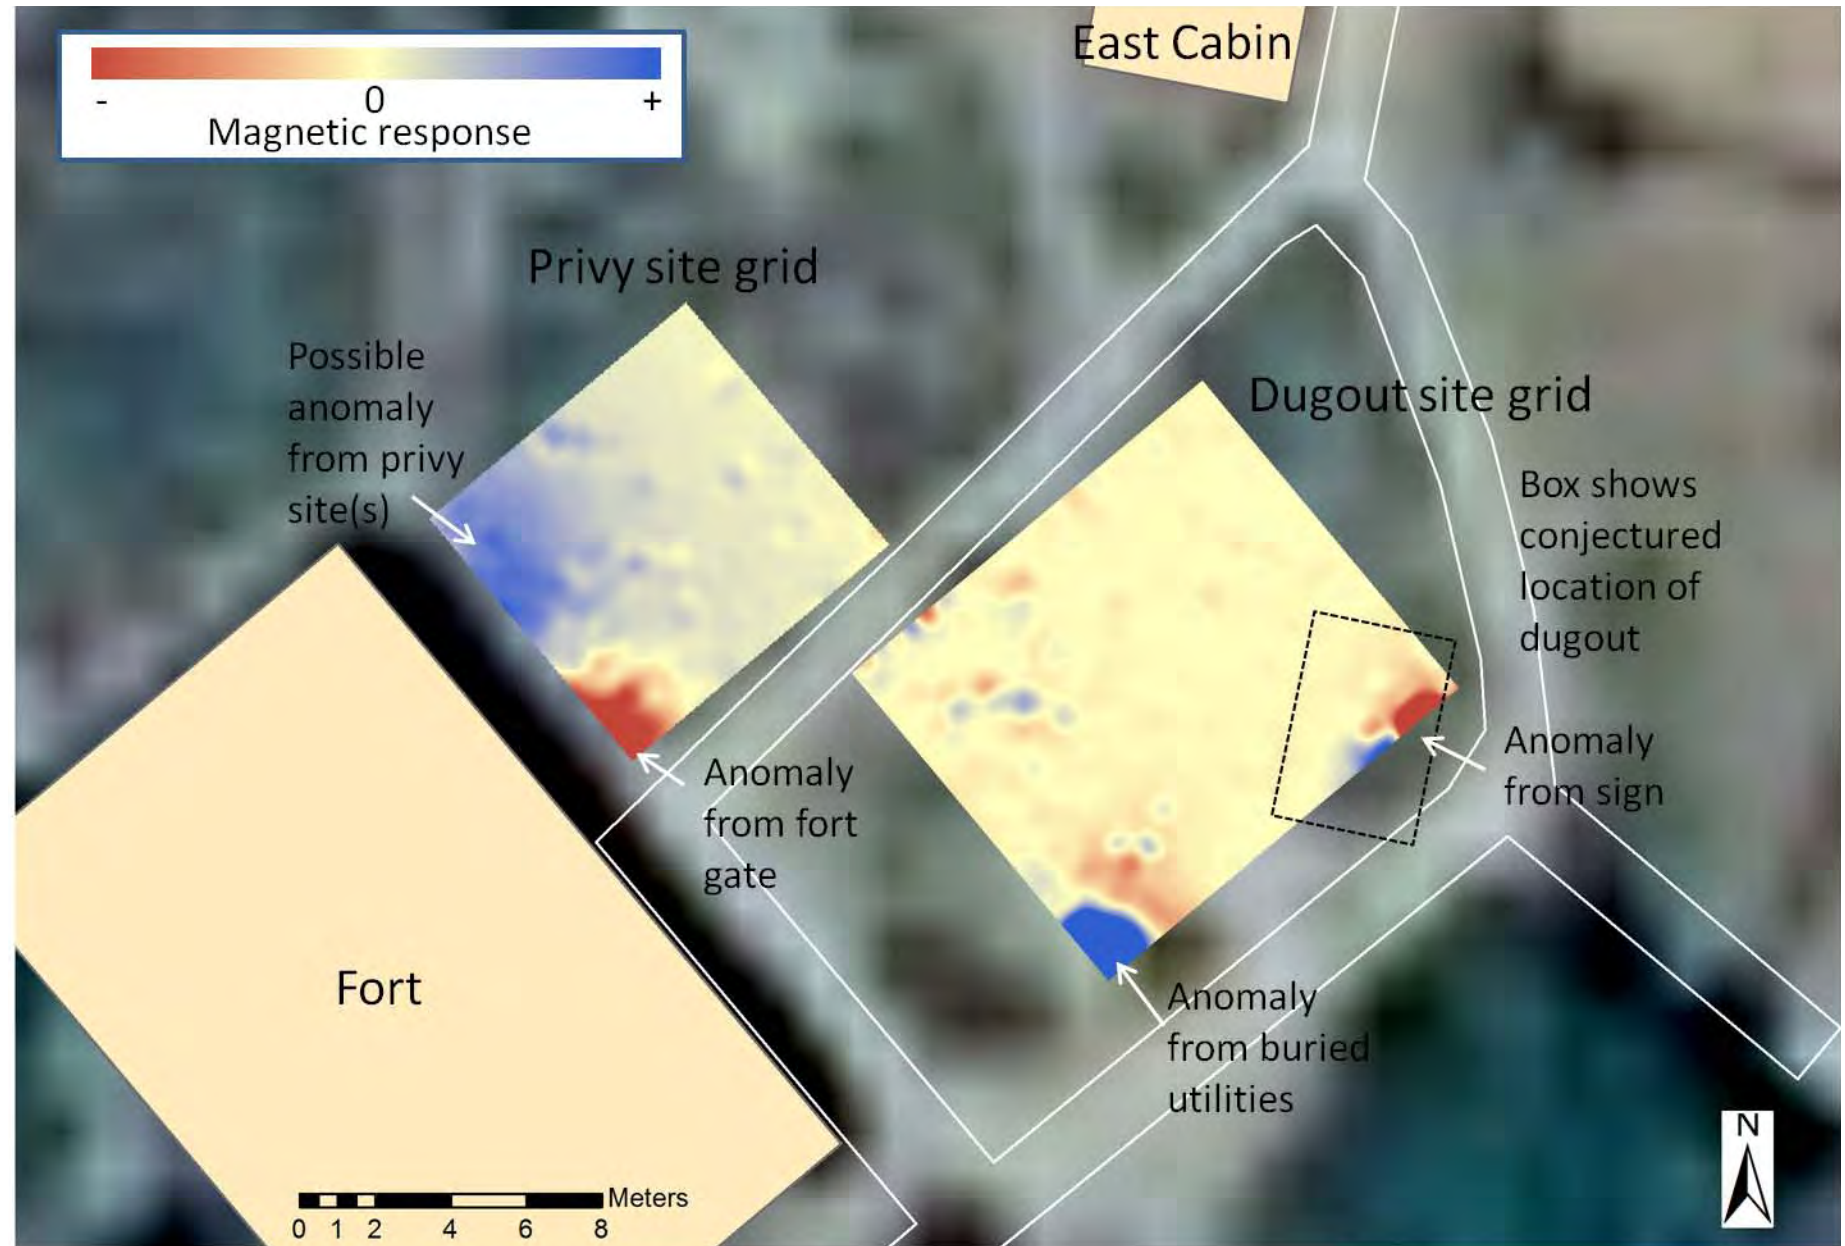 East Cabin
- 0 +
Magnetic response
Privy site grid
Possible
anomaly
from privy
site(s)
Dugout site grid
Box shows
conjectured
location of
dugout
Anomaly
from sign
Anomaly
from fort
gate
Fort
Anomaly
from buried
utilities
N
Meters
0 1 2 4 6 8